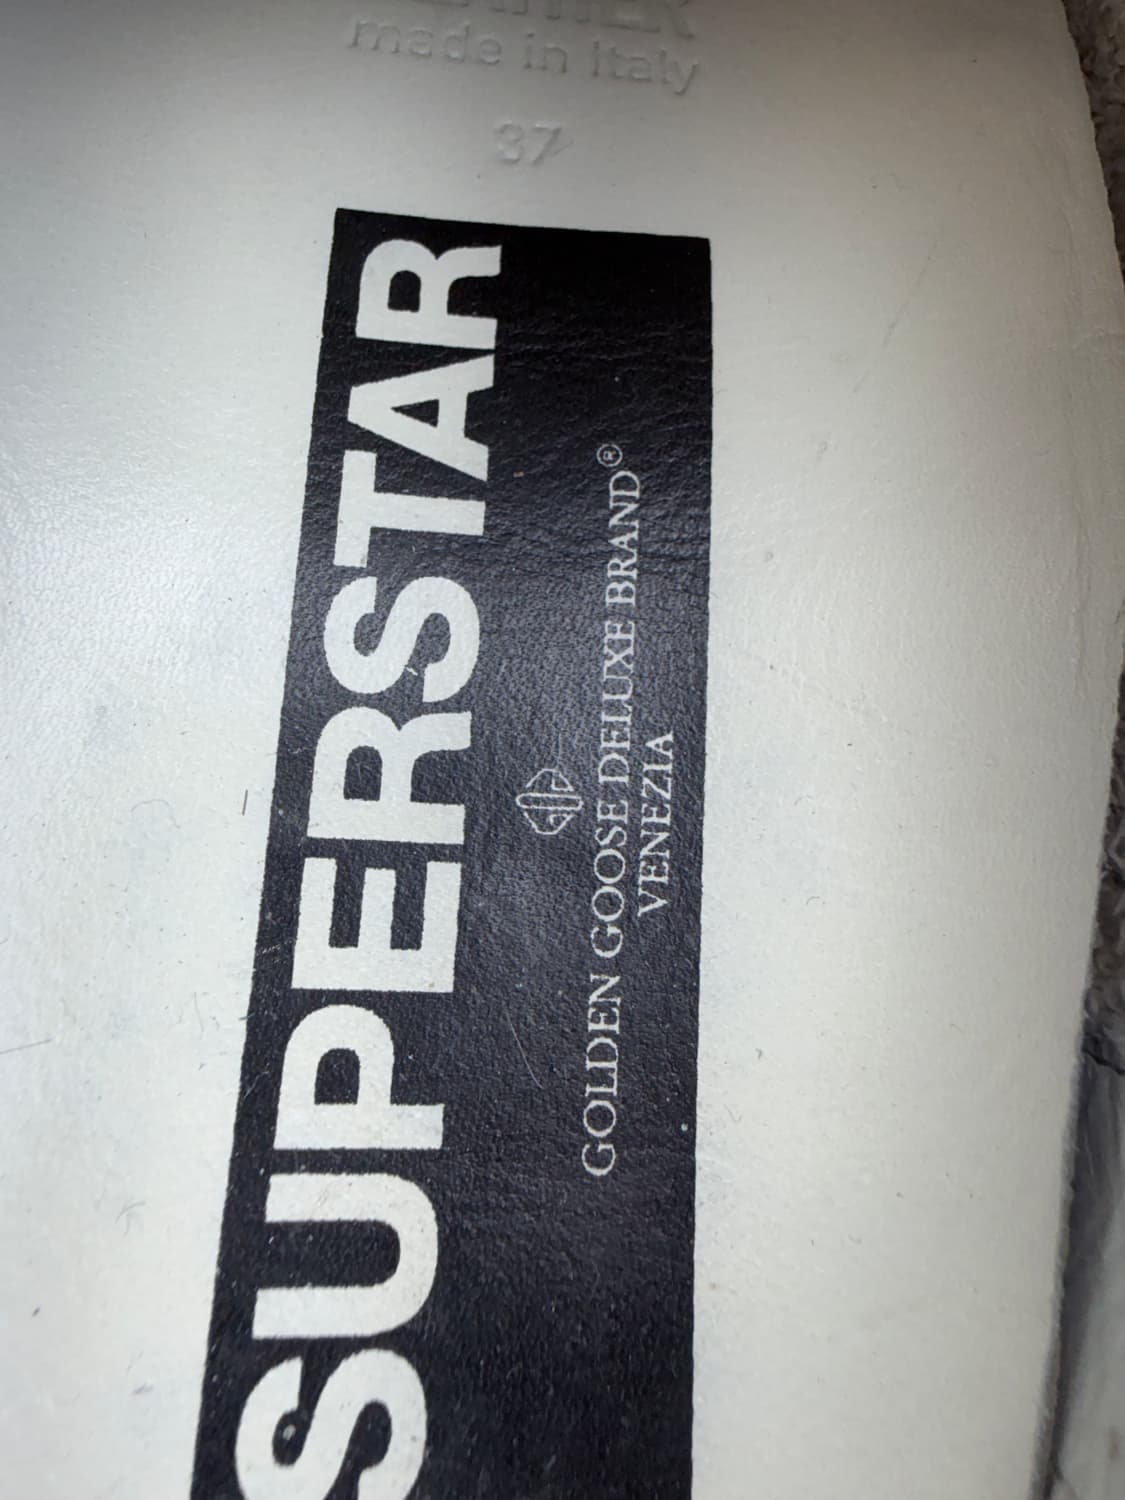 made in Italy
37
SUPERSTAR
GOLDEN GOOSE DELUXE BRAND®
VENEZIA